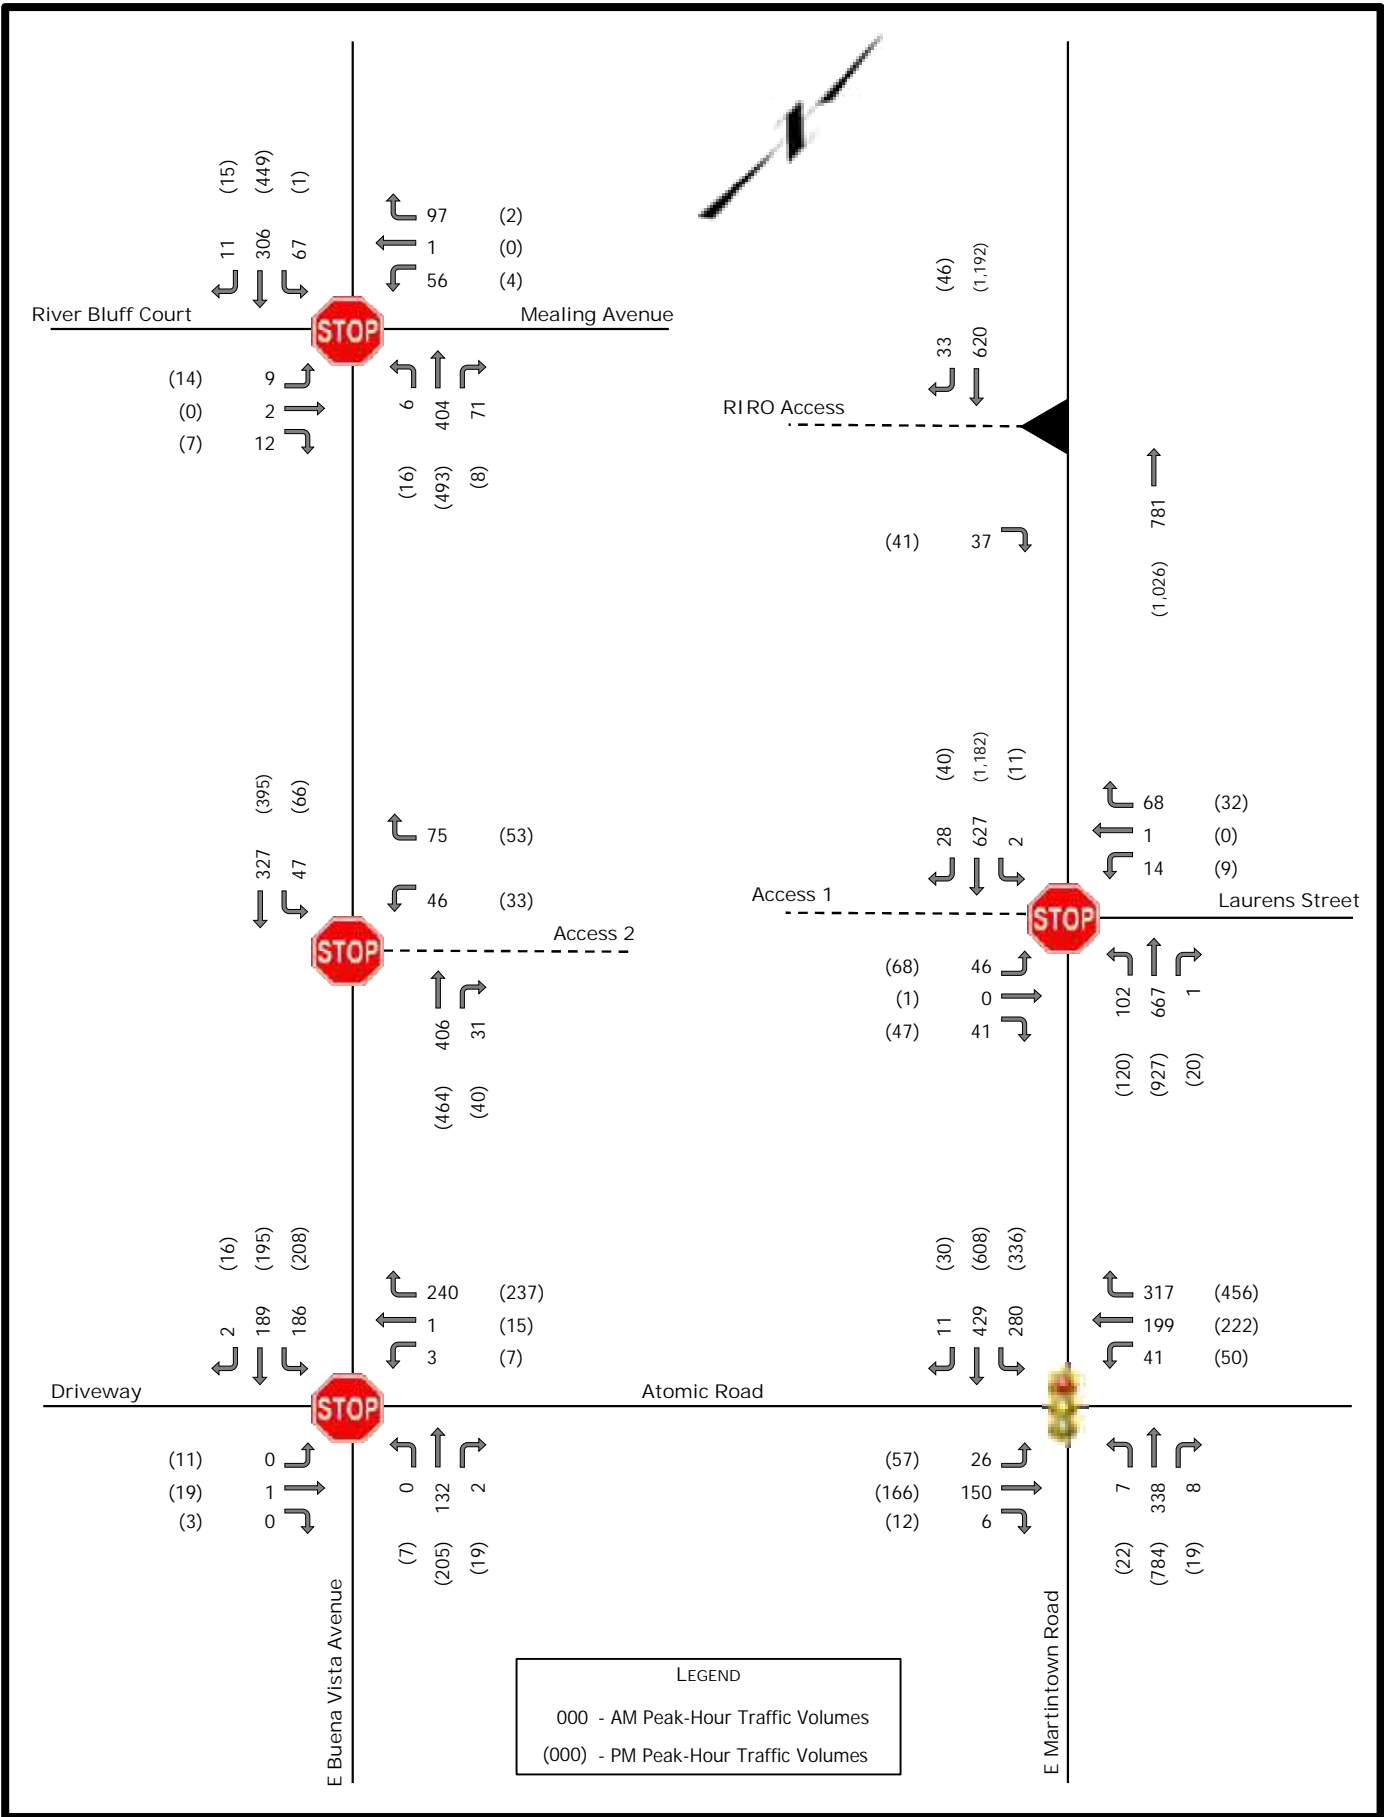 (15) (449) (1)
11 306 67
97 (2)
1 (0)
56 (4)
River Bluff Court
STOP
Mealing Avenue
(14) 9
(0) 2
(7) 12
6 404 71
(16) (493) (8)
(46) (1,192)
33 620
RIRO Access
(41) 37
781
(1,026)
(395) (66)
327 47
75 (53)
46 (33)
STOP
Access 2
406 31
(464) (40)
(40) (1,182) (11)
28 627 2
68 (32)
1 (0)
14 (9)
Access 1
STOP
Laurens Street
(68) 46
(1) 0
(47) 41
102 667 1
(120) (927) (20)
(16) (195) (208)
2 189 186
240 (237)
1 (15)
3 (7)
Driveway
STOP
Atomic Road
(11) 0
(19) 1
(3) 0
0 132 2
(7) (205) (19)
(30) (608) (336)
11 429 280
317 (456)
199 (222)
41 (50)
(57) 26
(166) 150
(12) 6
7 338 8
(22) (784) (19)
E Buena Vista Avenue
E Martintown Road
LEGEND
000 - AM Peak-Hour Traffic Volumes
(000) - PM Peak-Hour Traffic Volumes